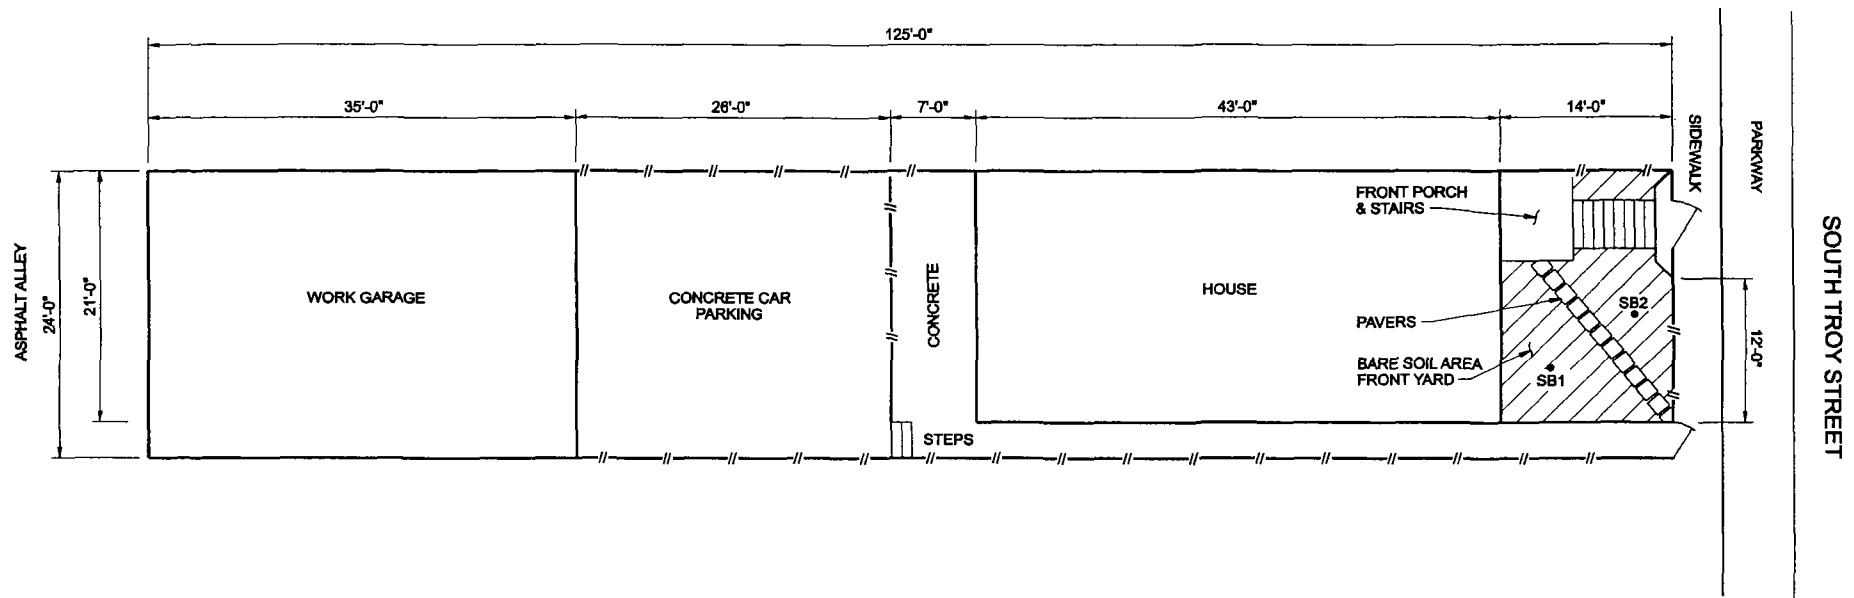 125'-0"
35'-0"
26'-0"
7'-0"
43'-0"
14'-0"
SIDEWALK
PARKWAY
SOUTH TROY STREET
ASPHALT ALLEY
24'-0"
21'-0"
WORK GARAGE
CONCRETE CAR
PARKING
CONCRETE
STEPS
HOUSE
FRONT PORCH
& STAIRS
PAVERS
BARE SOIL AREA
FRONT YARD
SB2
SB1
12'-0"